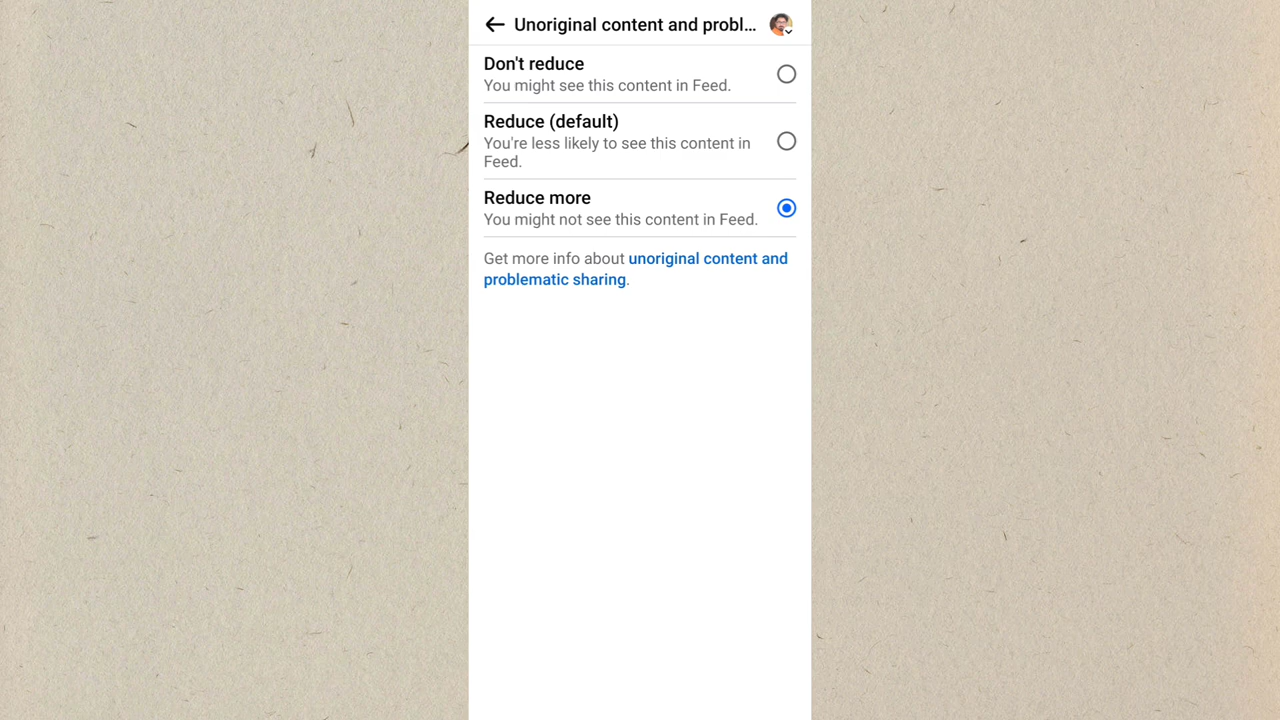 Unoriginal content and probl...
Don't reduce
You might see this content in Feed.
Reduce (default)
You're less likely to see this content in
Feed.
Reduce more
You might not see this content in Feed.
Get more info about unoriginal content and
problematic sharing.